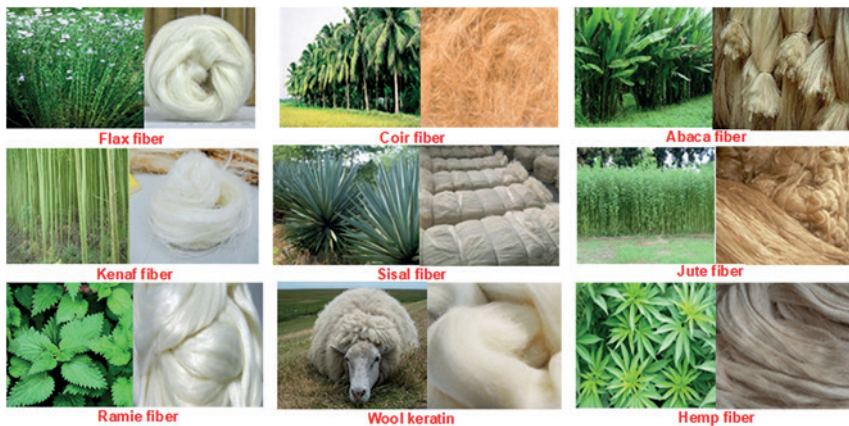 Flax fiber
Coir fiber
Abaca fiber
Kenaf fiber
Sisal fiber
Jute fiber
Ramie fiber
Wool keratin
Hemp fiber